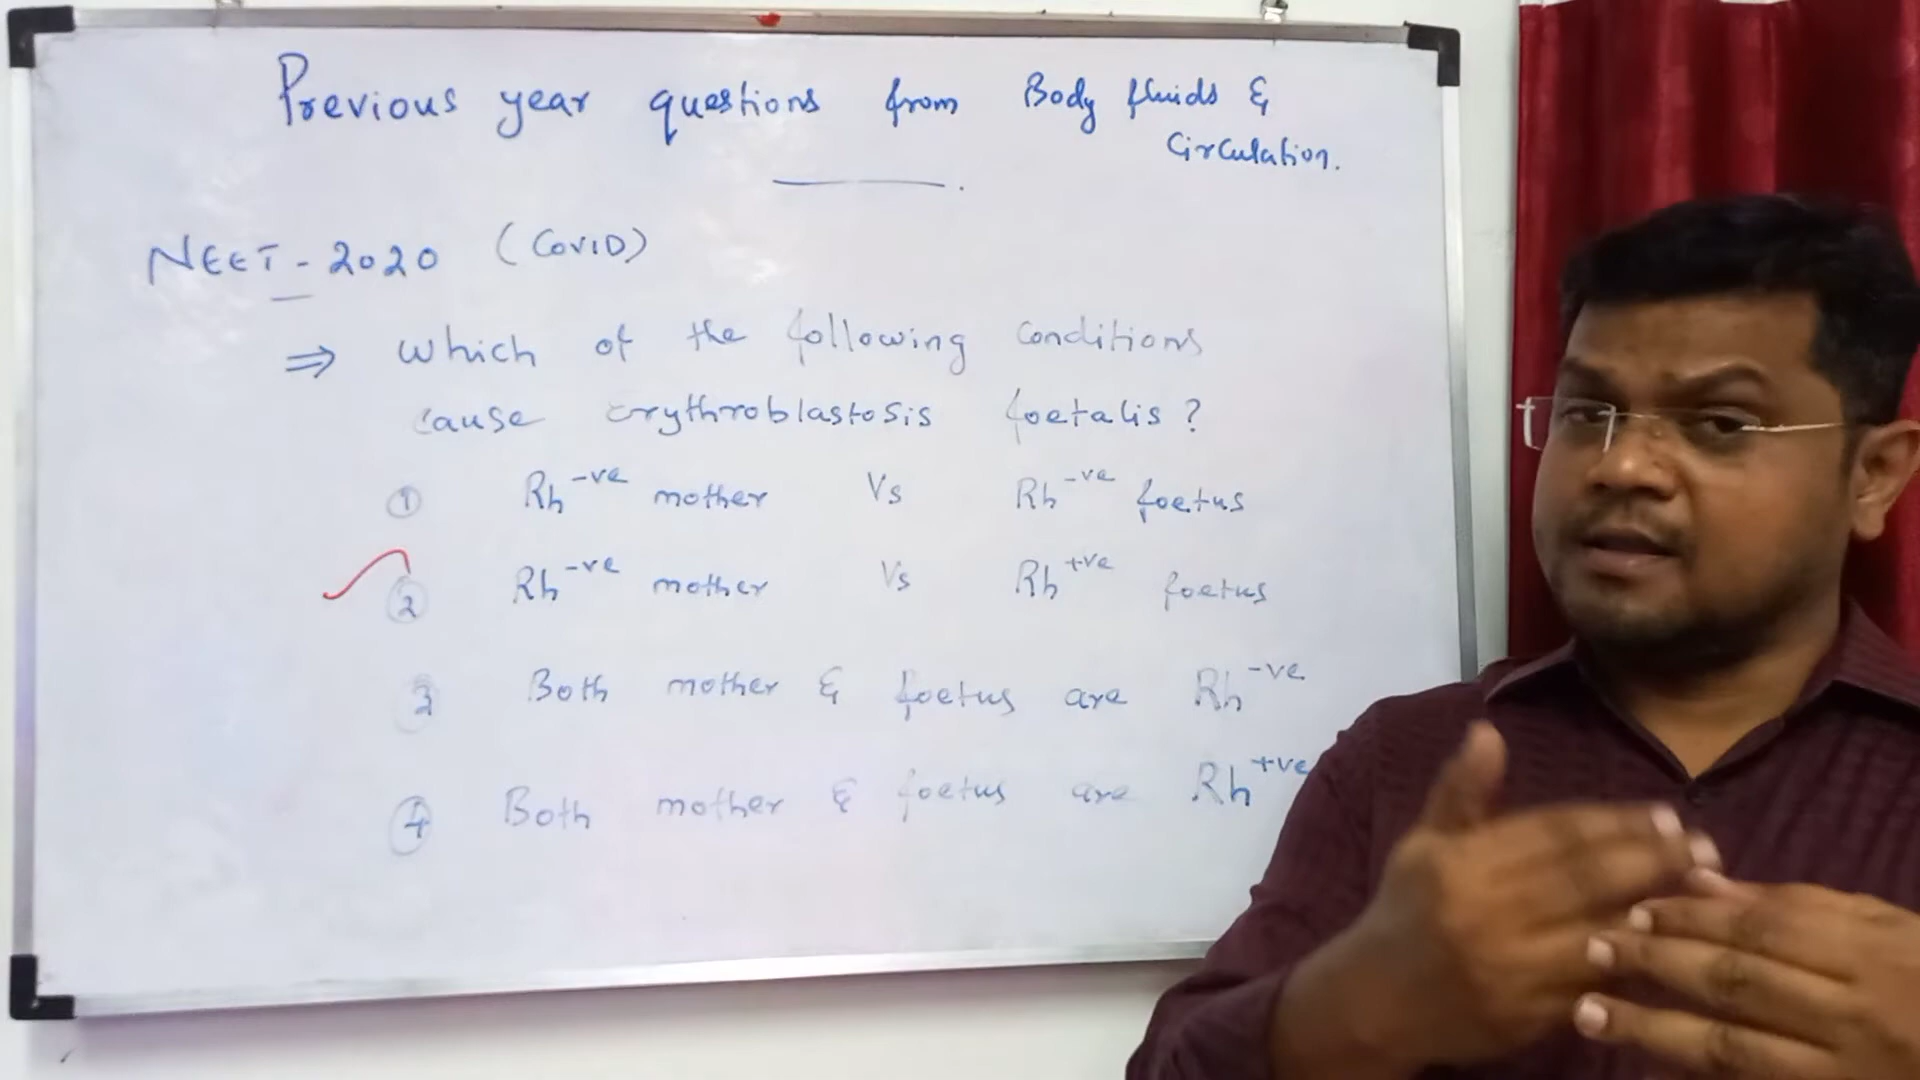 Previous year questions from Body fluids &
Circulation.
NEET - 2020 (COVID)
⇒ Which of the following conditions
cause erythroblastosis foetalis?
① Rh-ve mother Vs Rh-ve foetus
② Rh-ve mother Vs Rh+ve foetus
③ Both mother & foetus are Rh-ve
④ Both mother & foetus are Rh+ve